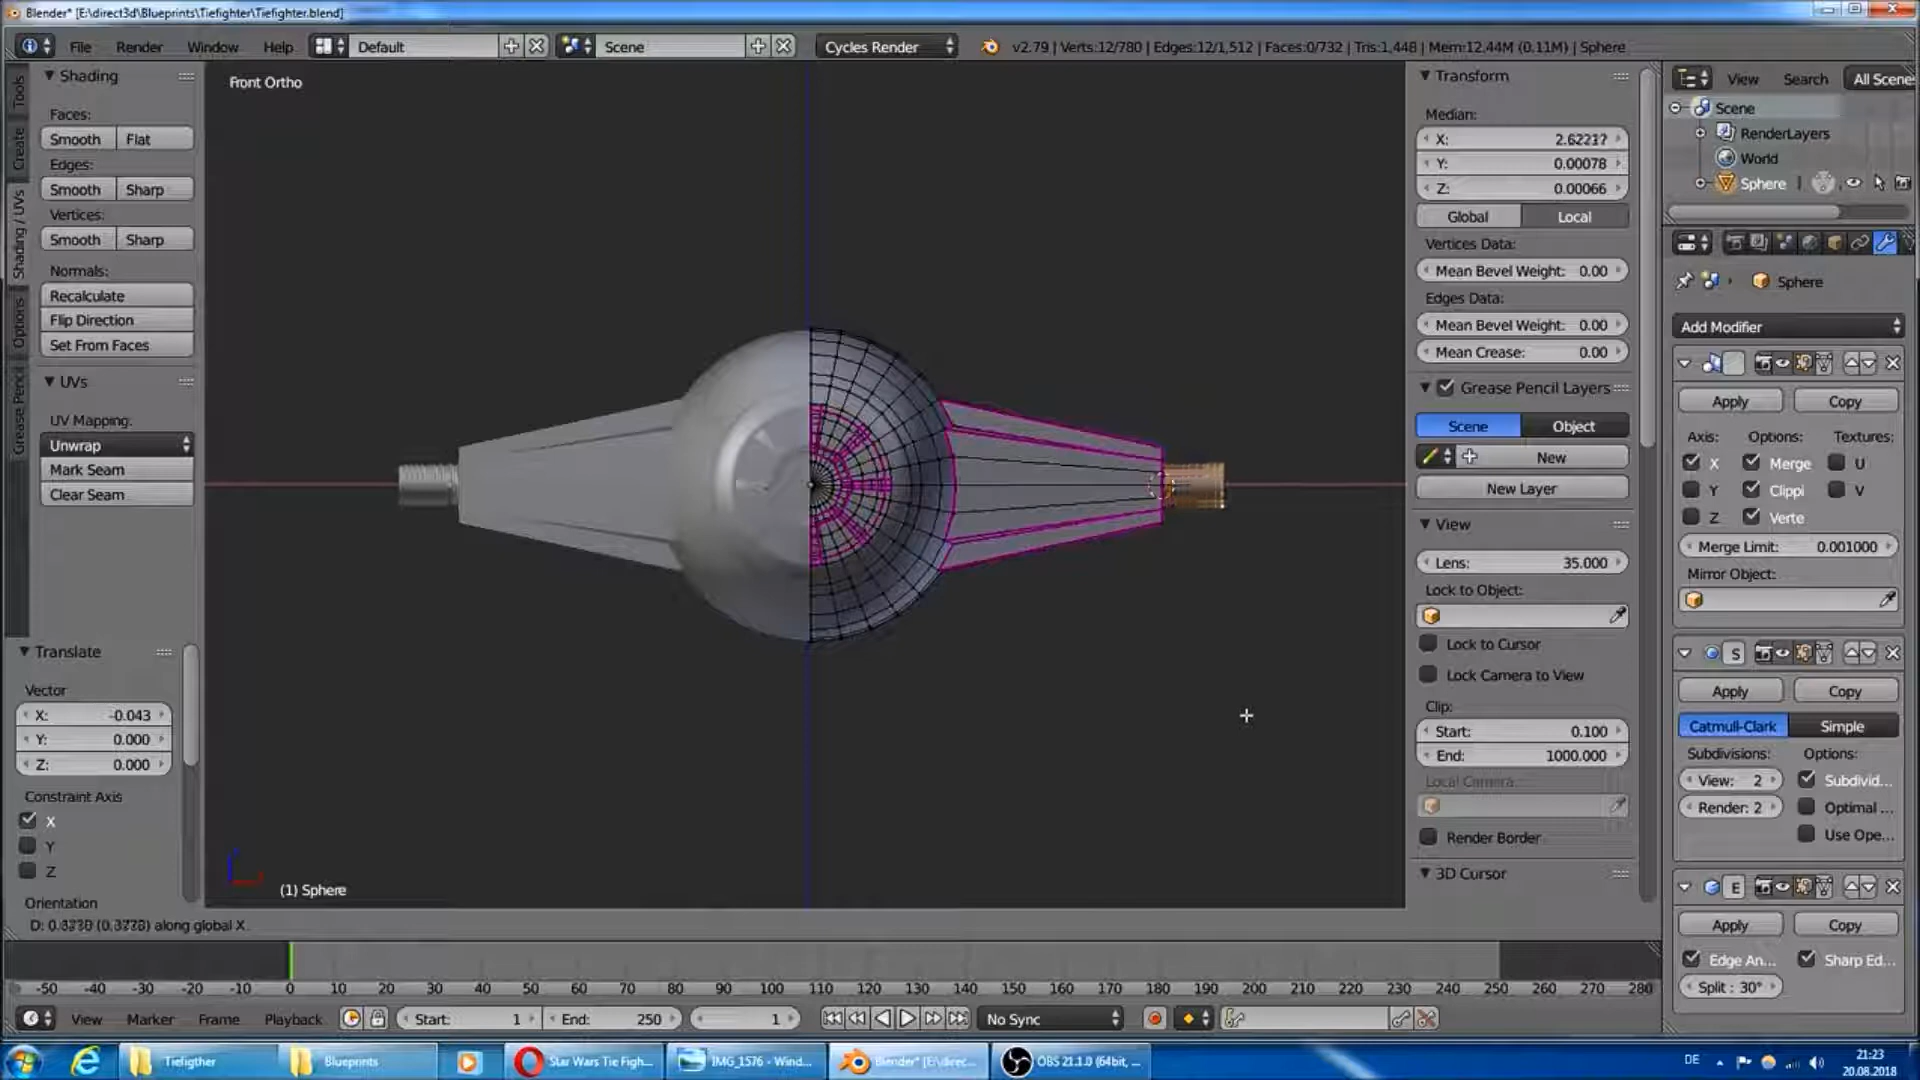 Blender* [E:\direct3d\Blueprints\Tiefighter\Tiefighter.blend]
File Render Window Help Default Scene Cycles Render v2.79 | Verts:12/780 | Edges:12/1,512 | Faces:0/732 | Tris:1,448 | Mem:12.44M (0.11M) | Sphere
Tools
Create
Shading / UVs
Options
Grease Pencil
Shading
Faces:
Smooth Flat
Edges:
Smooth Sharp
Vertices:
Smooth Sharp
Normals:
Recalculate
Flip Direction
Set From Faces
UVs
UV Mapping:
Unwrap
Mark Seam
Clear Seam
Translate
Vector
X: -0.043
Y: 0.000
Z: 0.000
Constraint Axis
X
Y
Z
Orientation
Front Ortho
(1) Sphere
along global X
Transform
Median:
X: 2.62217
Y: 0.00078
Z: 0.00066
Global Local
Vertices Data:
Mean Bevel Weight: 0.00
Edges Data:
Mean Bevel Weight: 0.00
Mean Crease: 0.00
Grease Pencil Layers
Scene Object
New
New Layer
View
Lens: 35.000
Lock to Object:
Lock to Cursor
Lock Camera to View
Clip:
Start: 0.100
End: 1000.000
Local Camera:
Render Border
3D Cursor
View Search All Scene
Scene
RenderLayers
World
Sphere
Sphere
Add Modifier
Apply Copy
Axis: Options: Textures:
X Merge U
Y Clippi V
Z Verte
Merge Limit: 0.001000
Mirror Object:
S
Apply Copy
Catmull-Clark Simple
Subdivisions: Options:
View: 2 Subdivid...
Render: 2 Optimal ...
Use Ope...
E
Apply Copy
Edge An... Sharp Ed...
Split : 30°
-50 -40 -30 -20 -10 0 10 20 30 40 50 60 70 80 90 100 110 120 130 140 150 160 170 180 190 200 210 220 230 240 250 260 270 280
View Marker Frame Playback Start: 1 End: 250 1 No Sync
Tiefigther Blueprints Star Wars Tie Figh... IMG_1576 - Wind... Blender* [E:\direc... OBS 21.1.0 (64bit, ... DE 21:23
20.08.2018